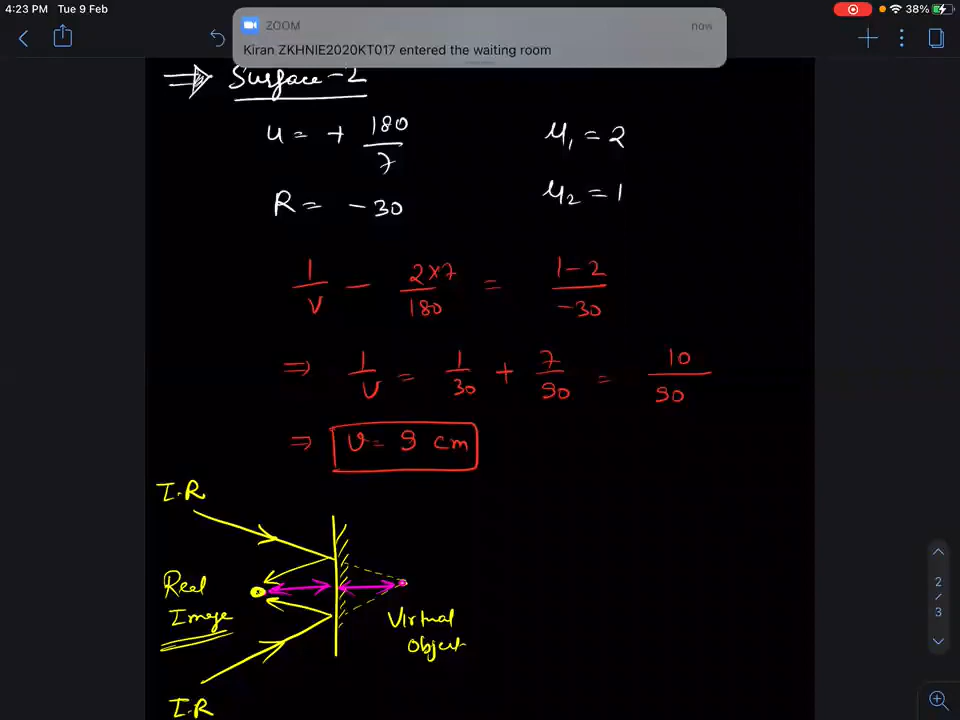 4:23 PM Tue 9 Feb
38%
ZOOM
now
Kiran ZKHNIE2020KT017 entered the waiting room
⇒ Surface-2
u = + 180/7
μ₁ = 2
R = -30
μ₂ = 1
1/v - 2×7/180 = 1-2/-30
⇒ 1/v = 1/30 + 7/90 = 10/90
⇒ v = 9 cm
I.R
Real
Image
Virtual
Object
I.R
2
/
3